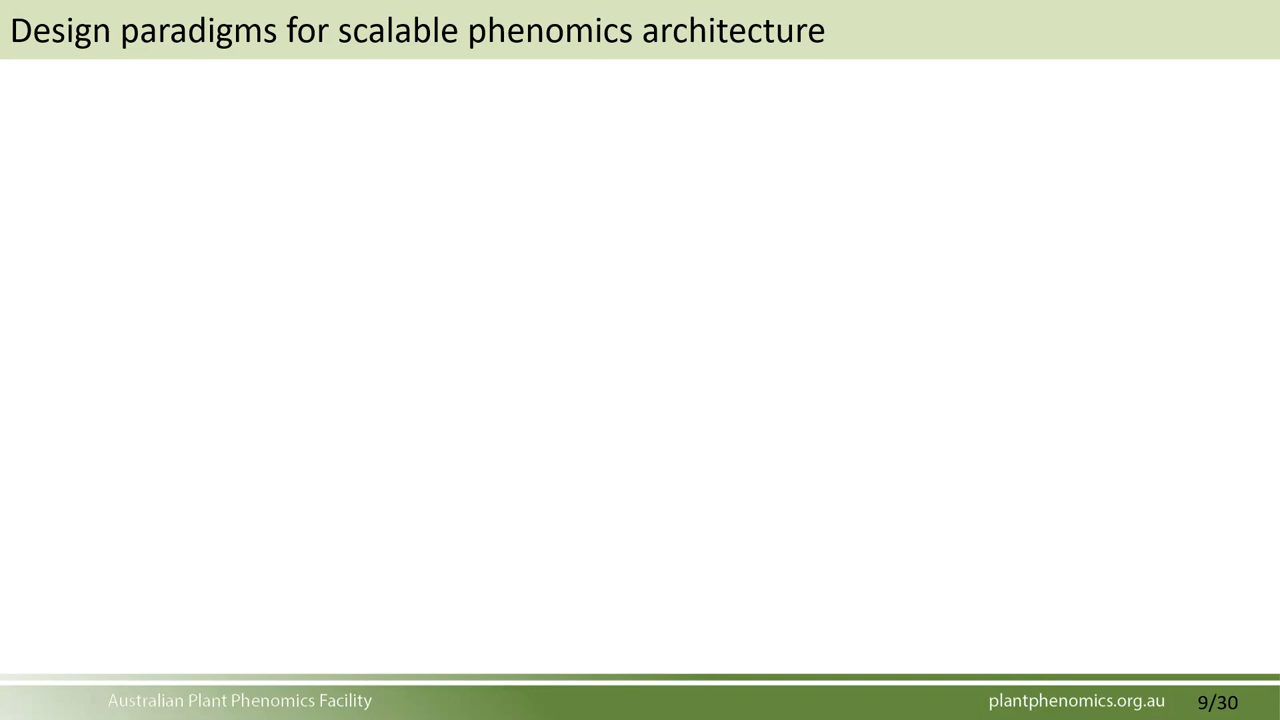 Design paradigms for scalable phenomics architecture
Australian Plant Phenomics Facility
plantphenomics.org.au
9/30